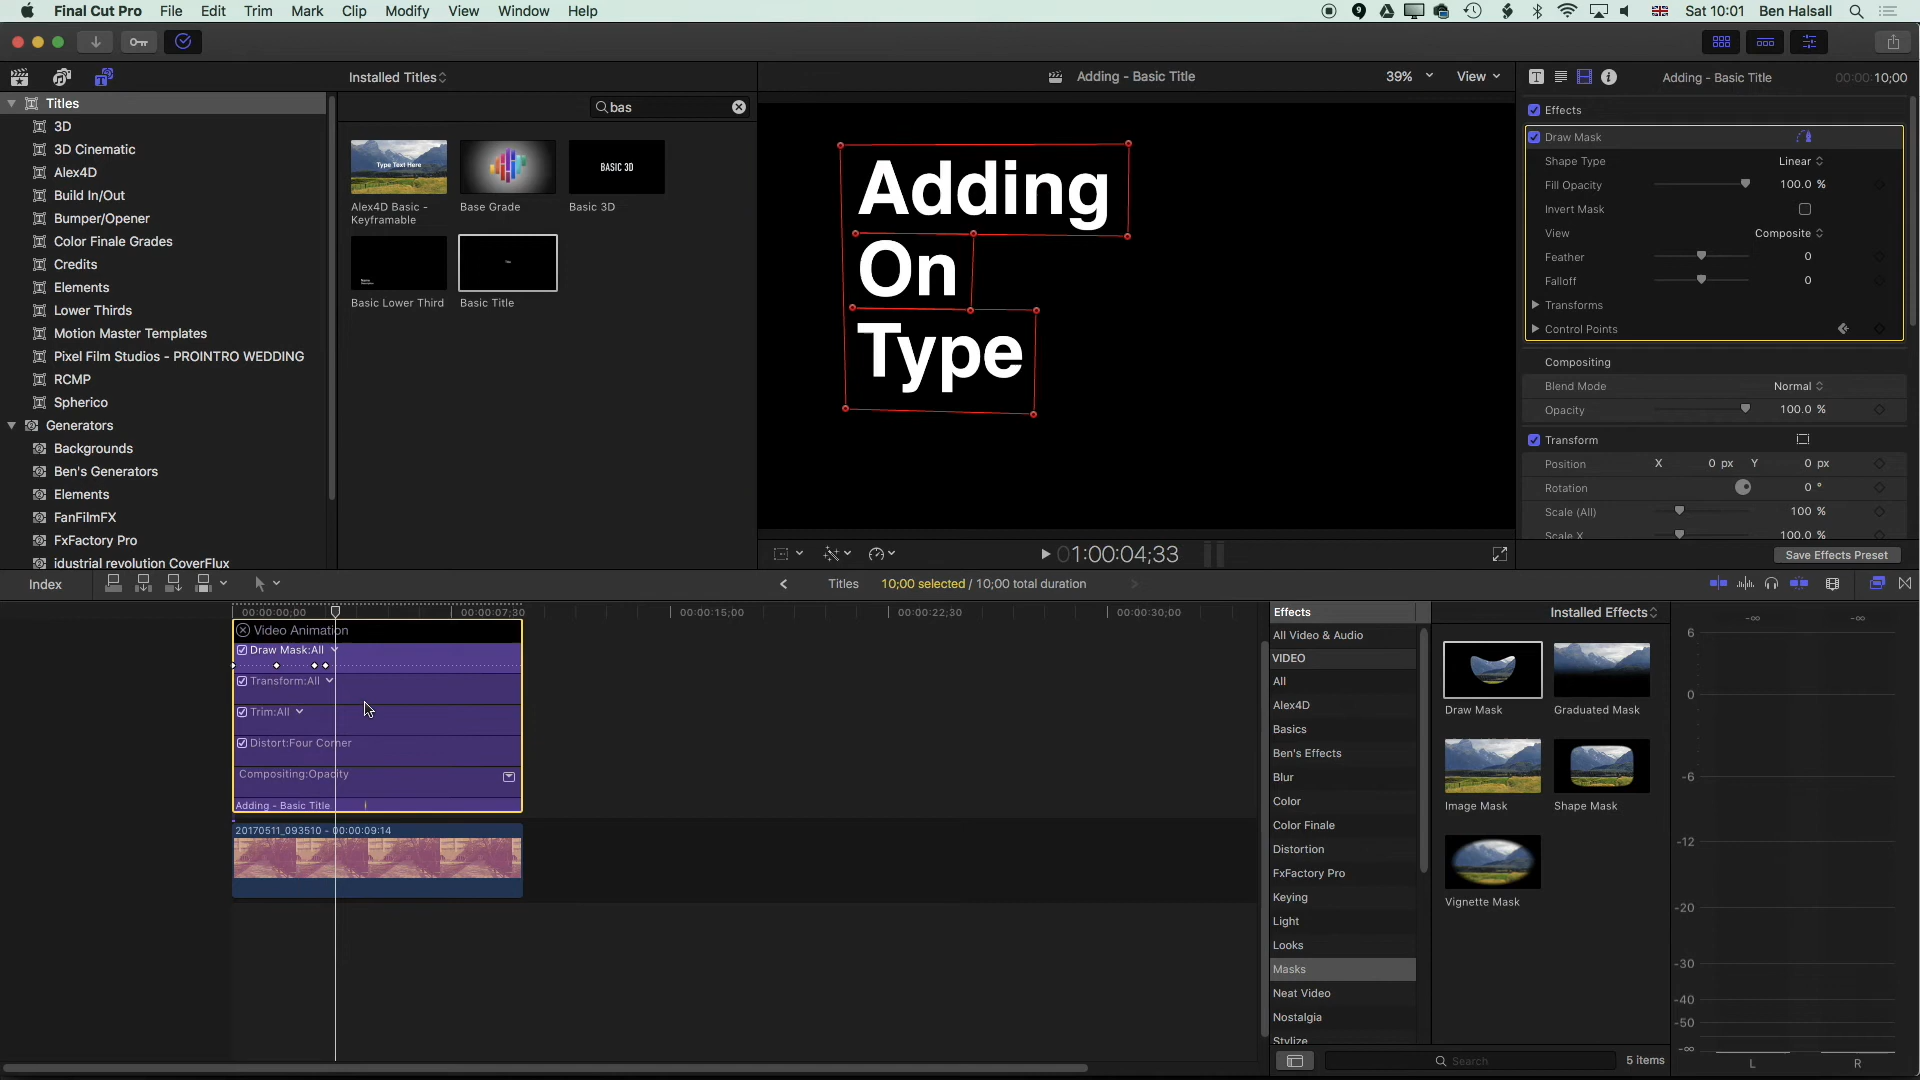 Final Cut Pro File Edit Trim Mark Clip Modify View Window Help
9
Sat 10:01 Ben Halsall
Installed Titles
Adding - Basic Title 39% View
Adding - Basic Title 00:00:10;00
Titles
3D
3D Cinematic
Alex4D
Build In/Out
Bumper/Opener
Color Finale Grades
Credits
Elements
Lower Thirds
Motion Master Templates
Pixel Film Studios - PROINTRO WEDDING
RCMP
Spherico
Generators
Backgrounds
Ben's Generators
Elements
FanFilmFX
FxFactory Pro
idustrial revolution CoverFlux
bas
Type Text Here
BASIC 3D
Alex4D Basic -
Keyframable
Base Grade
Basic 3D
Basic Lower Third
Basic Title
Adding
On
Type
Effects
Draw Mask
Shape Type Linear
Fill Opacity 100.0 %
Invert Mask
View Composite
Feather 0
Falloff 0
Transforms
Control Points
Compositing
Blend Mode Normal
Opacity 100.0 %
Transform
Position X 0 px Y 0 px
Rotation 0 °
Scale (All) 100 %
Scale X 100.0 %
Save Effects Preset
01:00:04;33
Index
Titles 10;00 selected / 10;00 total duration
00:00:00;00 00:00:07;30 00:00:15;00 00:00:22;30 00:00:30;00
Video Animation
Draw Mask:All
Transform:All
Trim:All
Distort:Four Corner
Compositing:Opacity
Adding - Basic Title
20170511_093510 - 00:00:09:14
Effects
All Video & Audio
VIDEO
All
Alex4D
Basics
Ben's Effects
Blur
Color
Color Finale
Distortion
FxFactory Pro
Keying
Light
Looks
Masks
Neat Video
Nostalgia
Stylize
Installed Effects
Draw Mask
Graduated Mask
Image Mask
Shape Mask
Vignette Mask
Search
5 items
-∞ -∞
6
0
-6
-12
-20
-30
-40
-50
-∞
L R